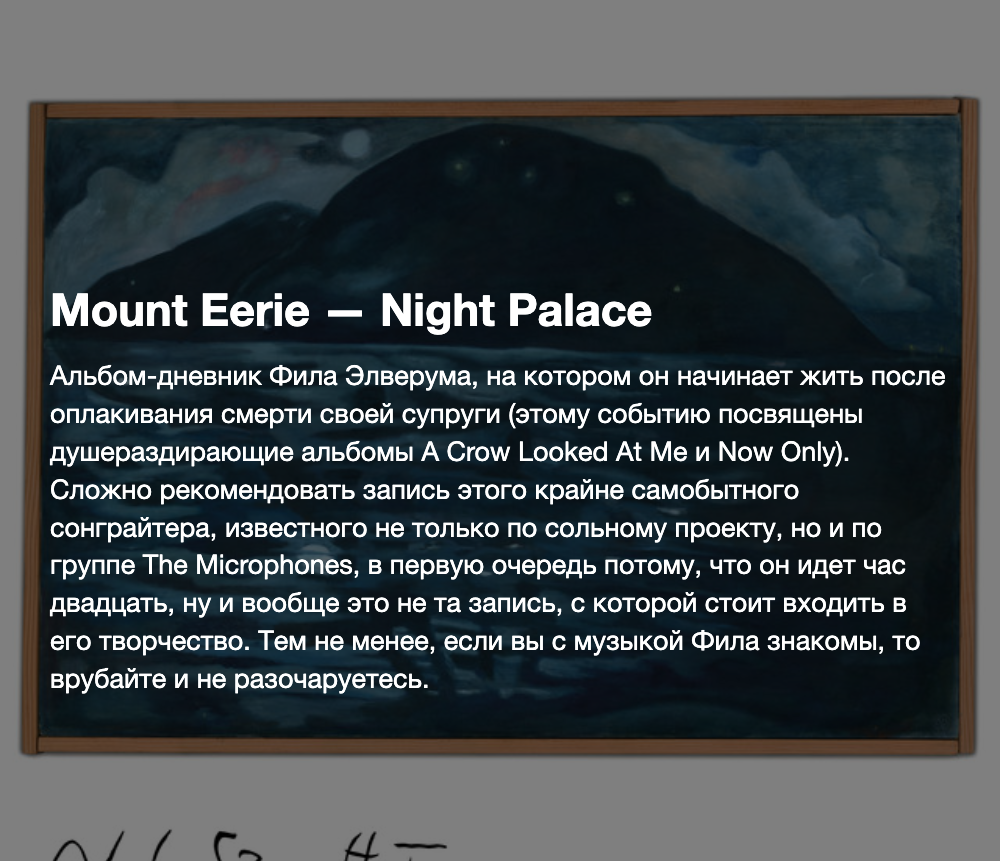 Mount Eerie — Night Palace
Альбом-дневник Фила Элверума, на котором он начинает жить после
оплакивания смерти своей супруги (этому событию посвящены
душераздирающие альбомы A Crow Looked At Me и Now Only).
Сложно рекомендовать запись этого крайне самобытного
сонграйтера, известного не только по сольному проекту, но и по
группе The Microphones, в первую очередь потому, что он идет час
двадцать, ну и вообще это не та запись, с которой стоит входить в
его творчество. Тем не менее, если вы с музыкой Фила знакомы, то
врубайте и не разочаруетесь.